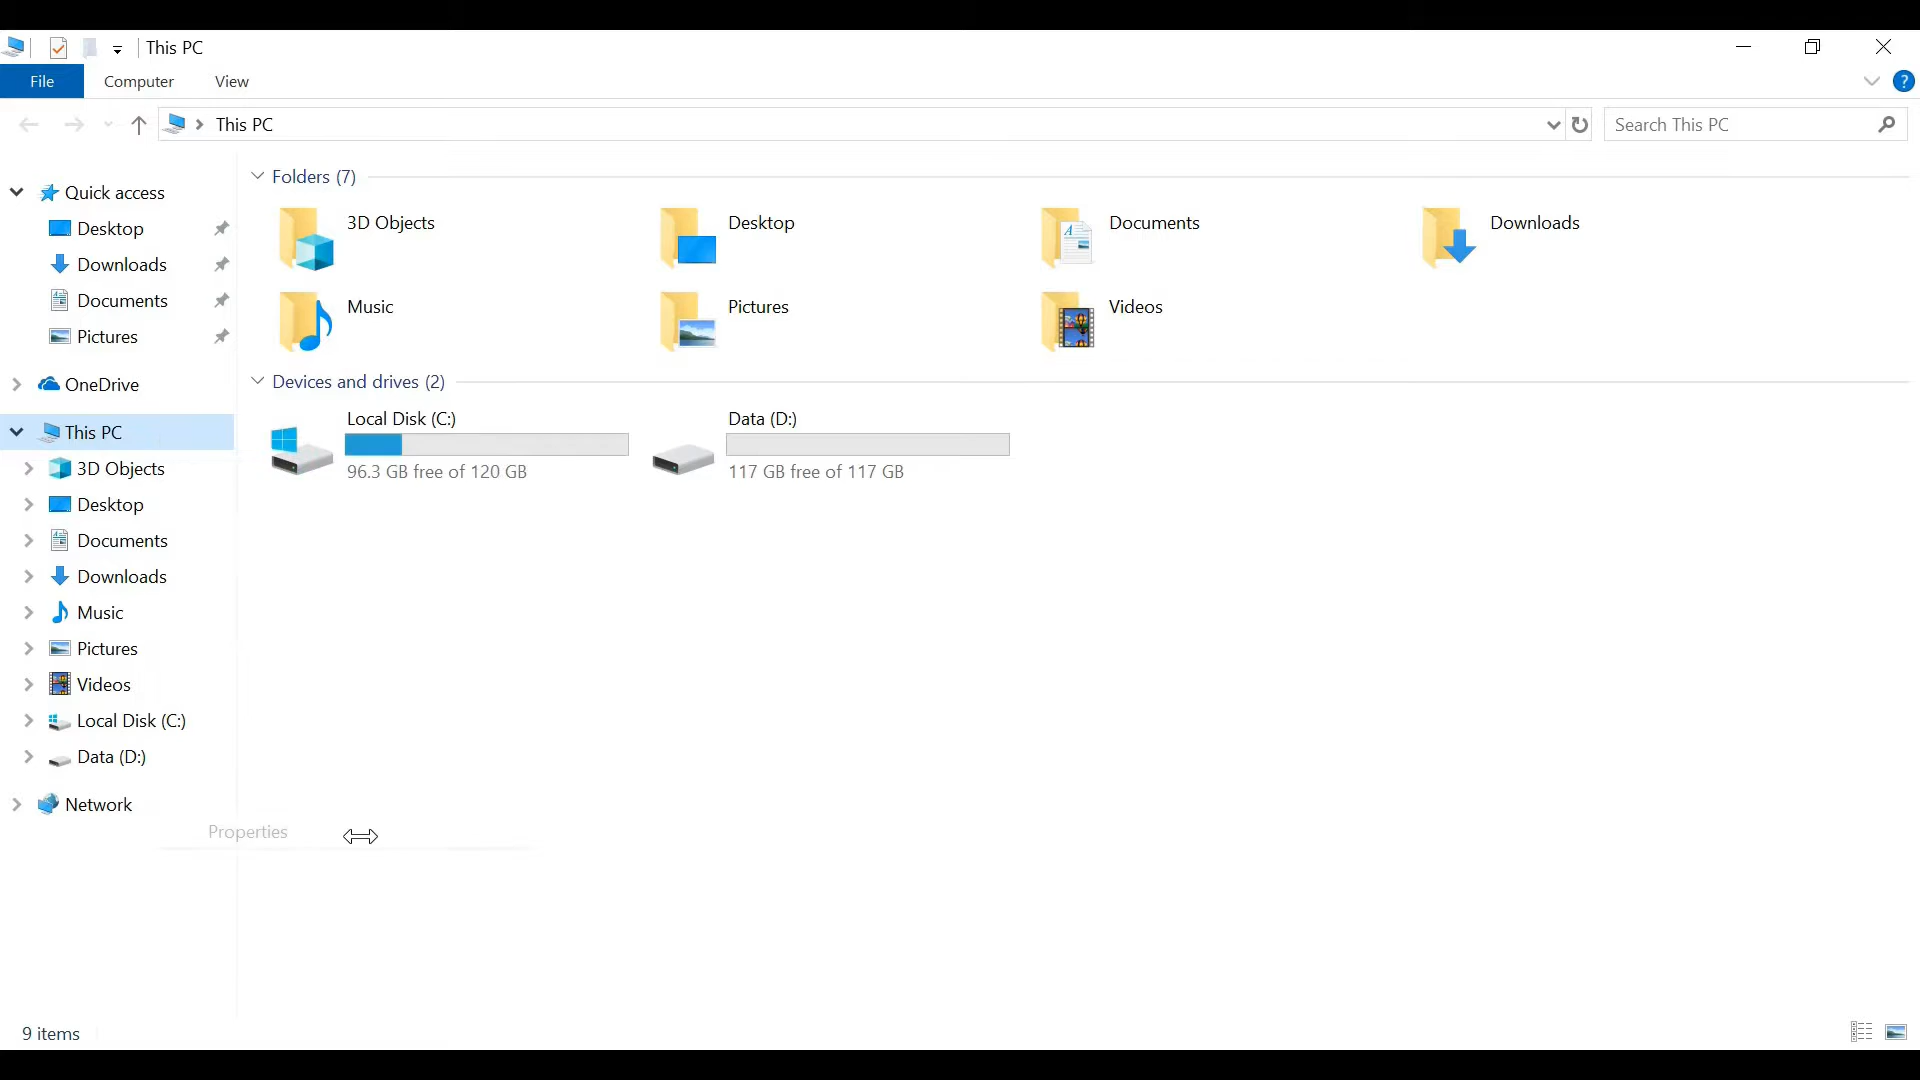 This PC
File Computer View
This PC
Search This PC
Quick access
Desktop
Downloads
Documents
Pictures
OneDrive
This PC
3D Objects
Desktop
Documents
Downloads
Music
Pictures
Videos
Local Disk (C:)
Data (D:)
Network
Folders (7)
3D Objects Desktop Documents Downloads
Music Pictures Videos
Devices and drives (2)
Local Disk (C:) Data (D:)
96.3 GB free of 120 GB 117 GB free of 117 GB
Properties
9 items